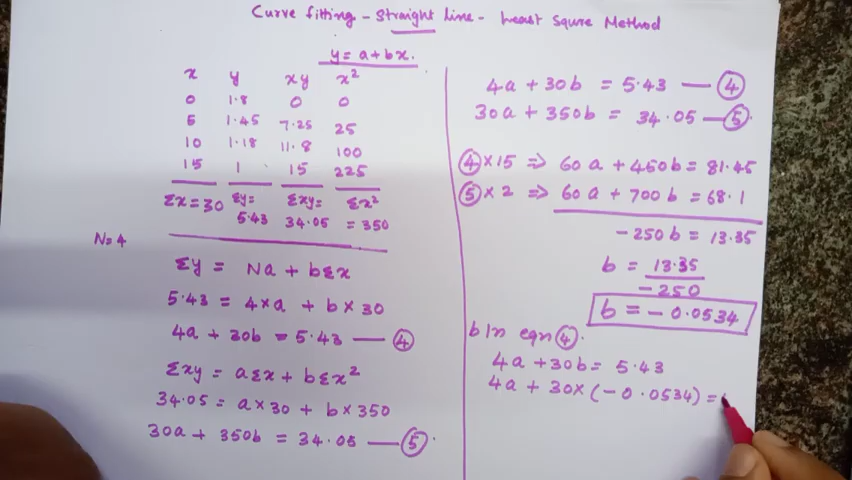 Curve fitting - Straight line - Least Squre Method
y = a + bx.
x y xy x²
0 1.8 0 0
5 1.45 7.25 25
10 1.18 11.8 100
15 1 15 225
Σx = 30 Σy = 5.43 Σxy = 34.05 Σx² = 350
N = 4
Σy = Na + bΣx
5.43 = 4×a + b×30
4a + 30b = 5.43 — ④
Σxy = aΣx + bΣx²
34.05 = a×30 + b×350
30a + 350b = 34.05 — ⑤.
4a + 30b = 5.43 — ④
30a + 350b = 34.05 — ⑤
④×15 ⇒ 60a + 450b = 81.45
⑤×2 ⇒ 60a + 700b = 68.1
-250b = 13.35
b = 13.35
-250
b = -0.0534
b In eqn ④.
4a + 30b = 5.43
4a + 30×(-0.0534) =